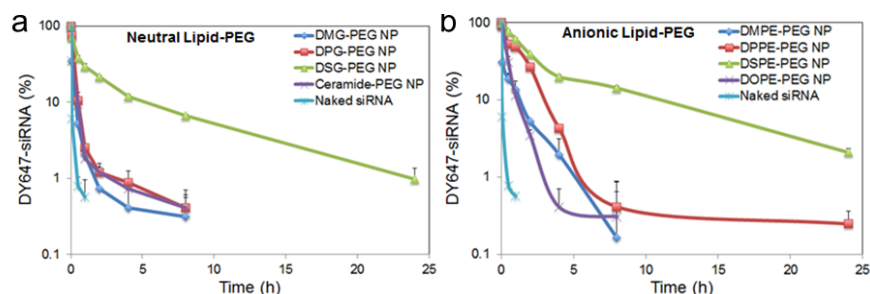 a
Neutral Lipid-PEG
DY647-siRNA (%)
100
10
1
0.1
0
5
10
15
20
25
Time (h)
DMG-PEG NP
DPG-PEG NP
DSG-PEG NP
Ceramide-PEG NP
Naked siRNA
b
Anionic Lipid-PEG
DY647-siRNA (%)
100
10
1
0.1
0
5
10
15
20
25
Time (h)
DMPE-PEG NP
DPPE-PEG NP
DSPE-PEG NP
DOPE-PEG NP
Naked siRNA